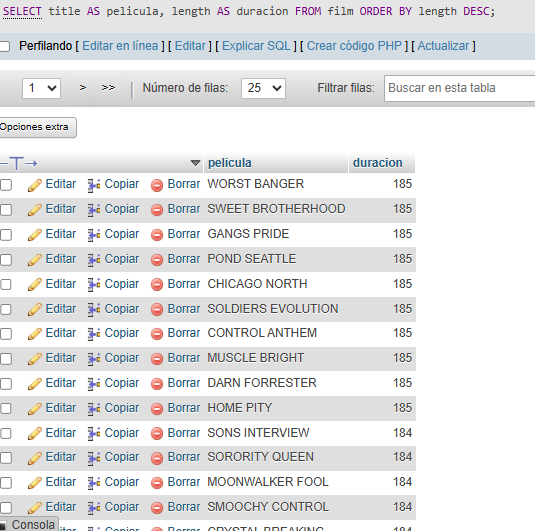 SELECT title AS pelicula, length AS duracion FROM film ORDER BY length DESC;
Perfilando [ Editar en línea ] [ Editar ] [ Explicar SQL ] [ Crear código PHP ] [ Actualizar ]
1 > >> Número de filas: 25 Filtrar filas: Buscar en esta tabla
Opciones extra
pelicula duracion
Editar Copiar Borrar WORST BANGER 185
Editar Copiar Borrar SWEET BROTHERHOOD 185
Editar Copiar Borrar GANGS PRIDE 185
Editar Copiar Borrar POND SEATTLE 185
Editar Copiar Borrar CHICAGO NORTH 185
Editar Copiar Borrar SOLDIERS EVOLUTION 185
Editar Copiar Borrar CONTROL ANTHEM 185
Editar Copiar Borrar MUSCLE BRIGHT 185
Editar Copiar Borrar DARN FORRESTER 185
Editar Copiar Borrar HOME PITY 185
Editar Copiar Borrar SONS INTERVIEW 184
Editar Copiar Borrar SORORITY QUEEN 184
Editar Copiar Borrar MOONWALKER FOOL 184
Editar Copiar Borrar SMOOCHY CONTROL 184
Consola